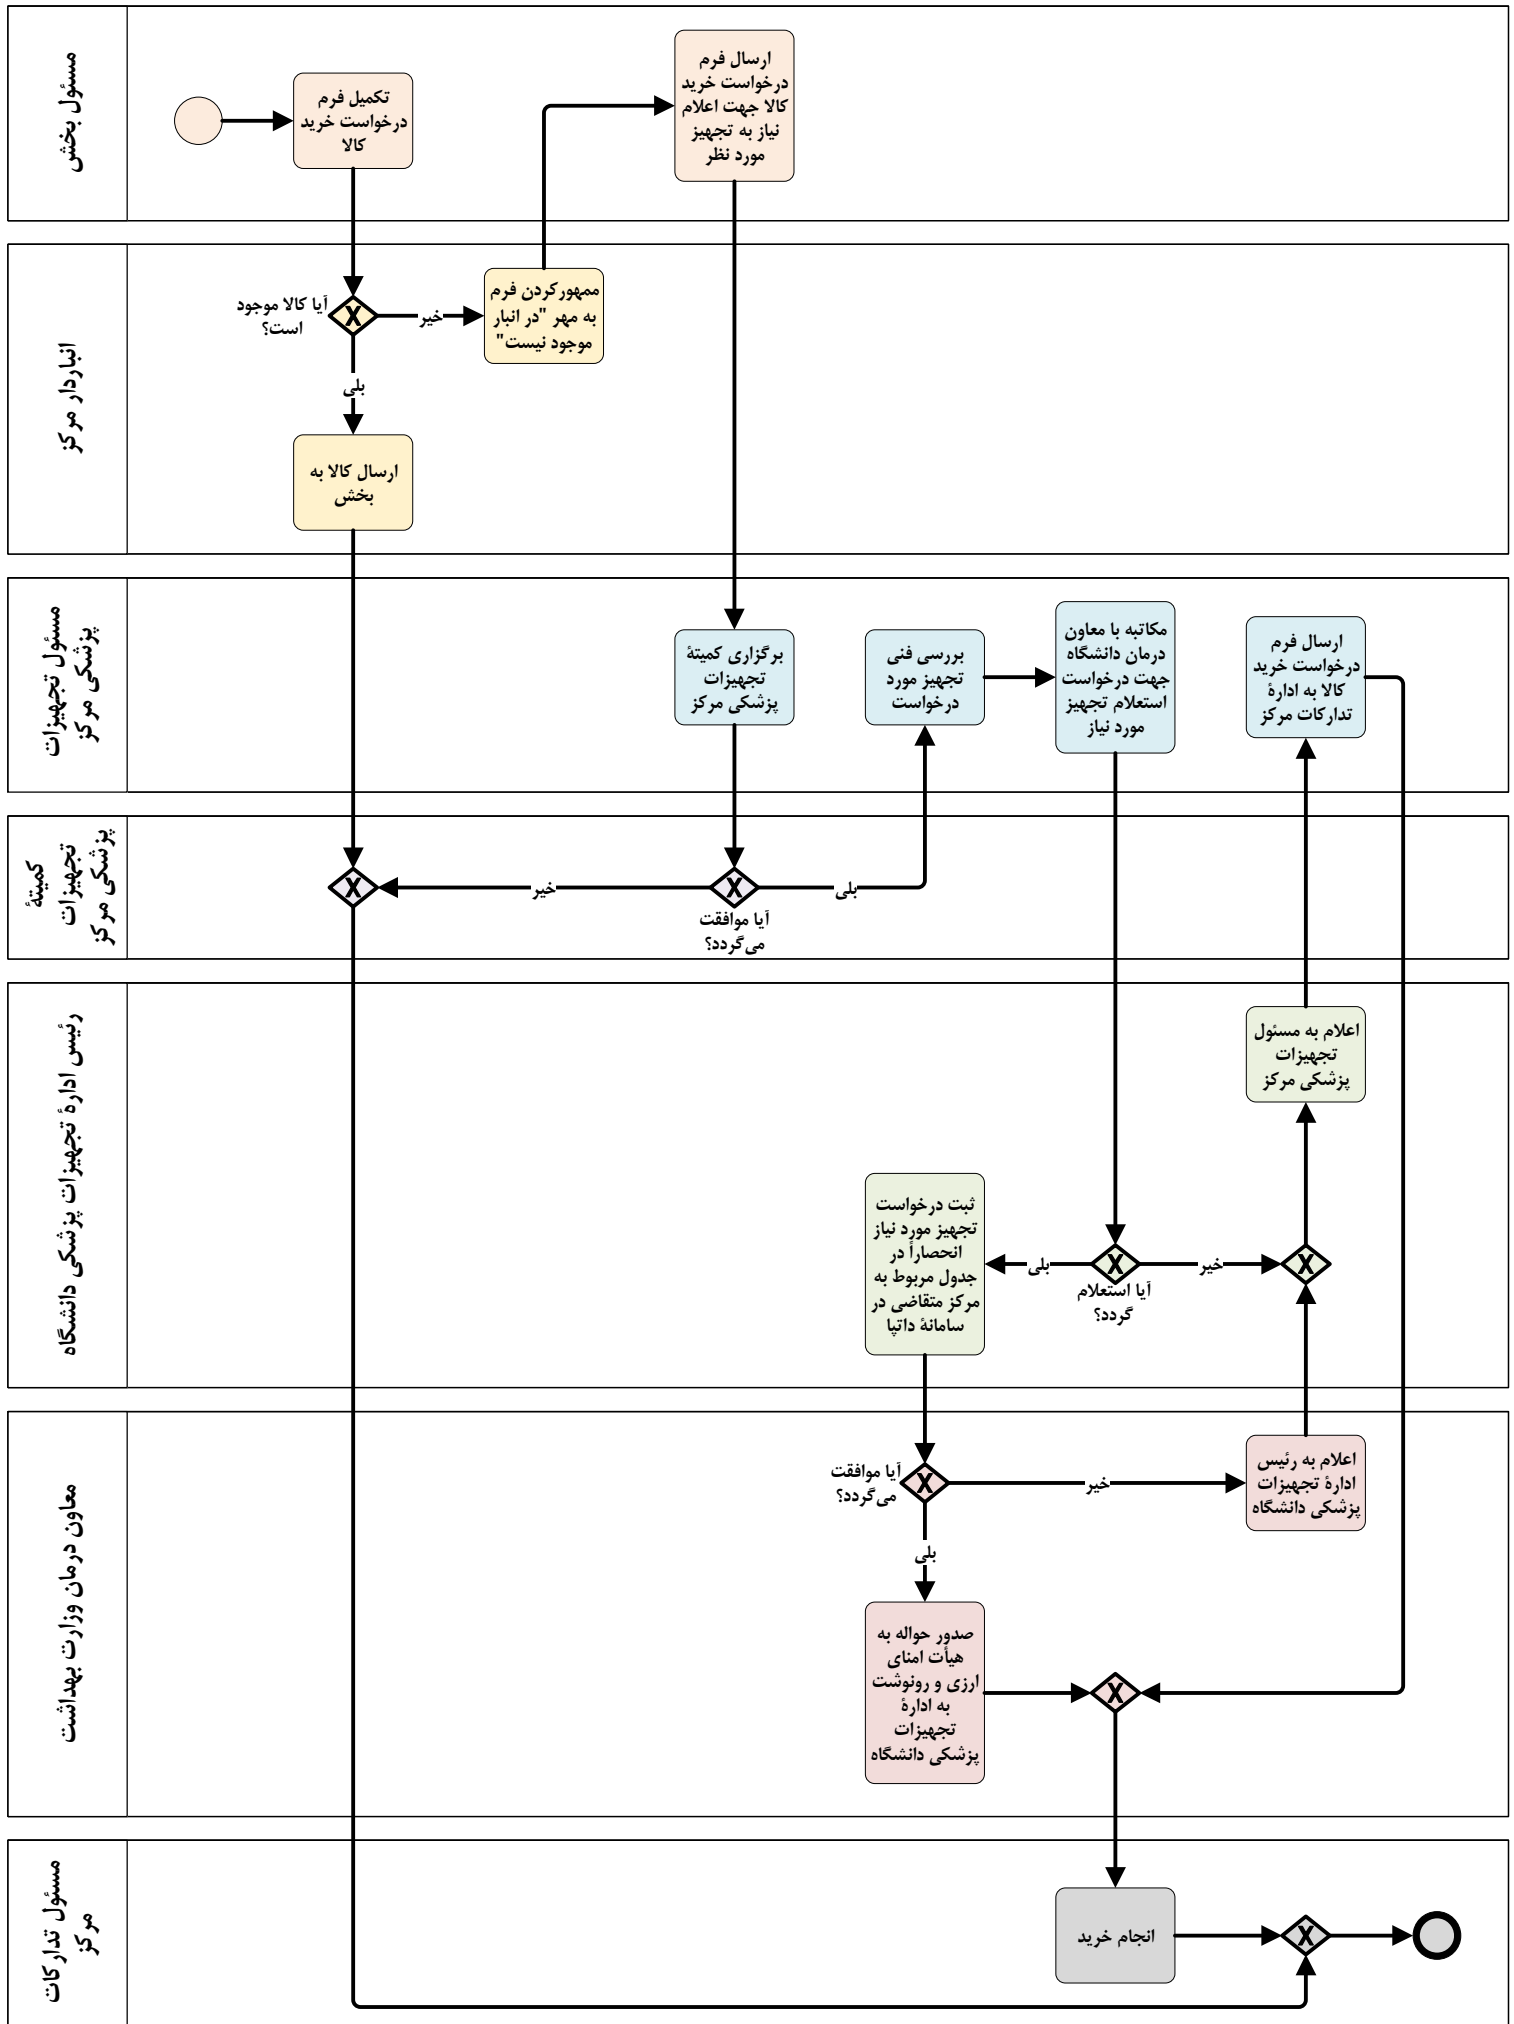 مسئول بخش
تکمیل فرم
درخواست خرید
کالا
ارسال فرم
درخواست خرید
کالا جهت اعلام
نیاز به تجهیز
مورد نظر
انباردار مرکز
آیا کالا موجود
است؟
خیر
ممهورکردن فرم
به مهر "در انبار
موجود نیست"
بلی
ارسال کالا به
بخش
مسئول تجهیزات
پزشکی مرکز
برگزاری کمیتهٔ
تجهیزات
پزشکی مرکز
بررسی فنی
تجهیز مورد
درخواست
مکاتبه با معاون
درمان دانشگاه
جهت درخواست
استعلام تجهیز
مورد نیاز
ارسال فرم
درخواست خرید
کالا به ادارهٔ
تدارکات مرکز
کمیتهٔ
تجهیزات
پزشکی مرکز
خیر
بلی
آیا موافقت
می‌گردد؟
رئیس ادارهٔ تجهیزات پزشکی دانشگاه
اعلام به مسئول
تجهیزات
پزشکی مرکز
ثبت درخواست
تجهیز مورد نیاز
انحصاراً در
جدول مربوط به
مرکز متقاضی در
سامانهٔ داتپا
بلی
خیر
آیا استعلام
گردد؟
معاون درمان وزارت بهداشت
آیا موافقت
می‌گردد؟
خیر
اعلام به رئیس
ادارهٔ تجهیزات
پزشکی دانشگاه
بلی
صدور حواله به
هیأت امنای
ارزی و رونوشت
به ادارهٔ
تجهیزات
پزشکی دانشگاه
مسئول تدارکات
مرکز
انجام خرید